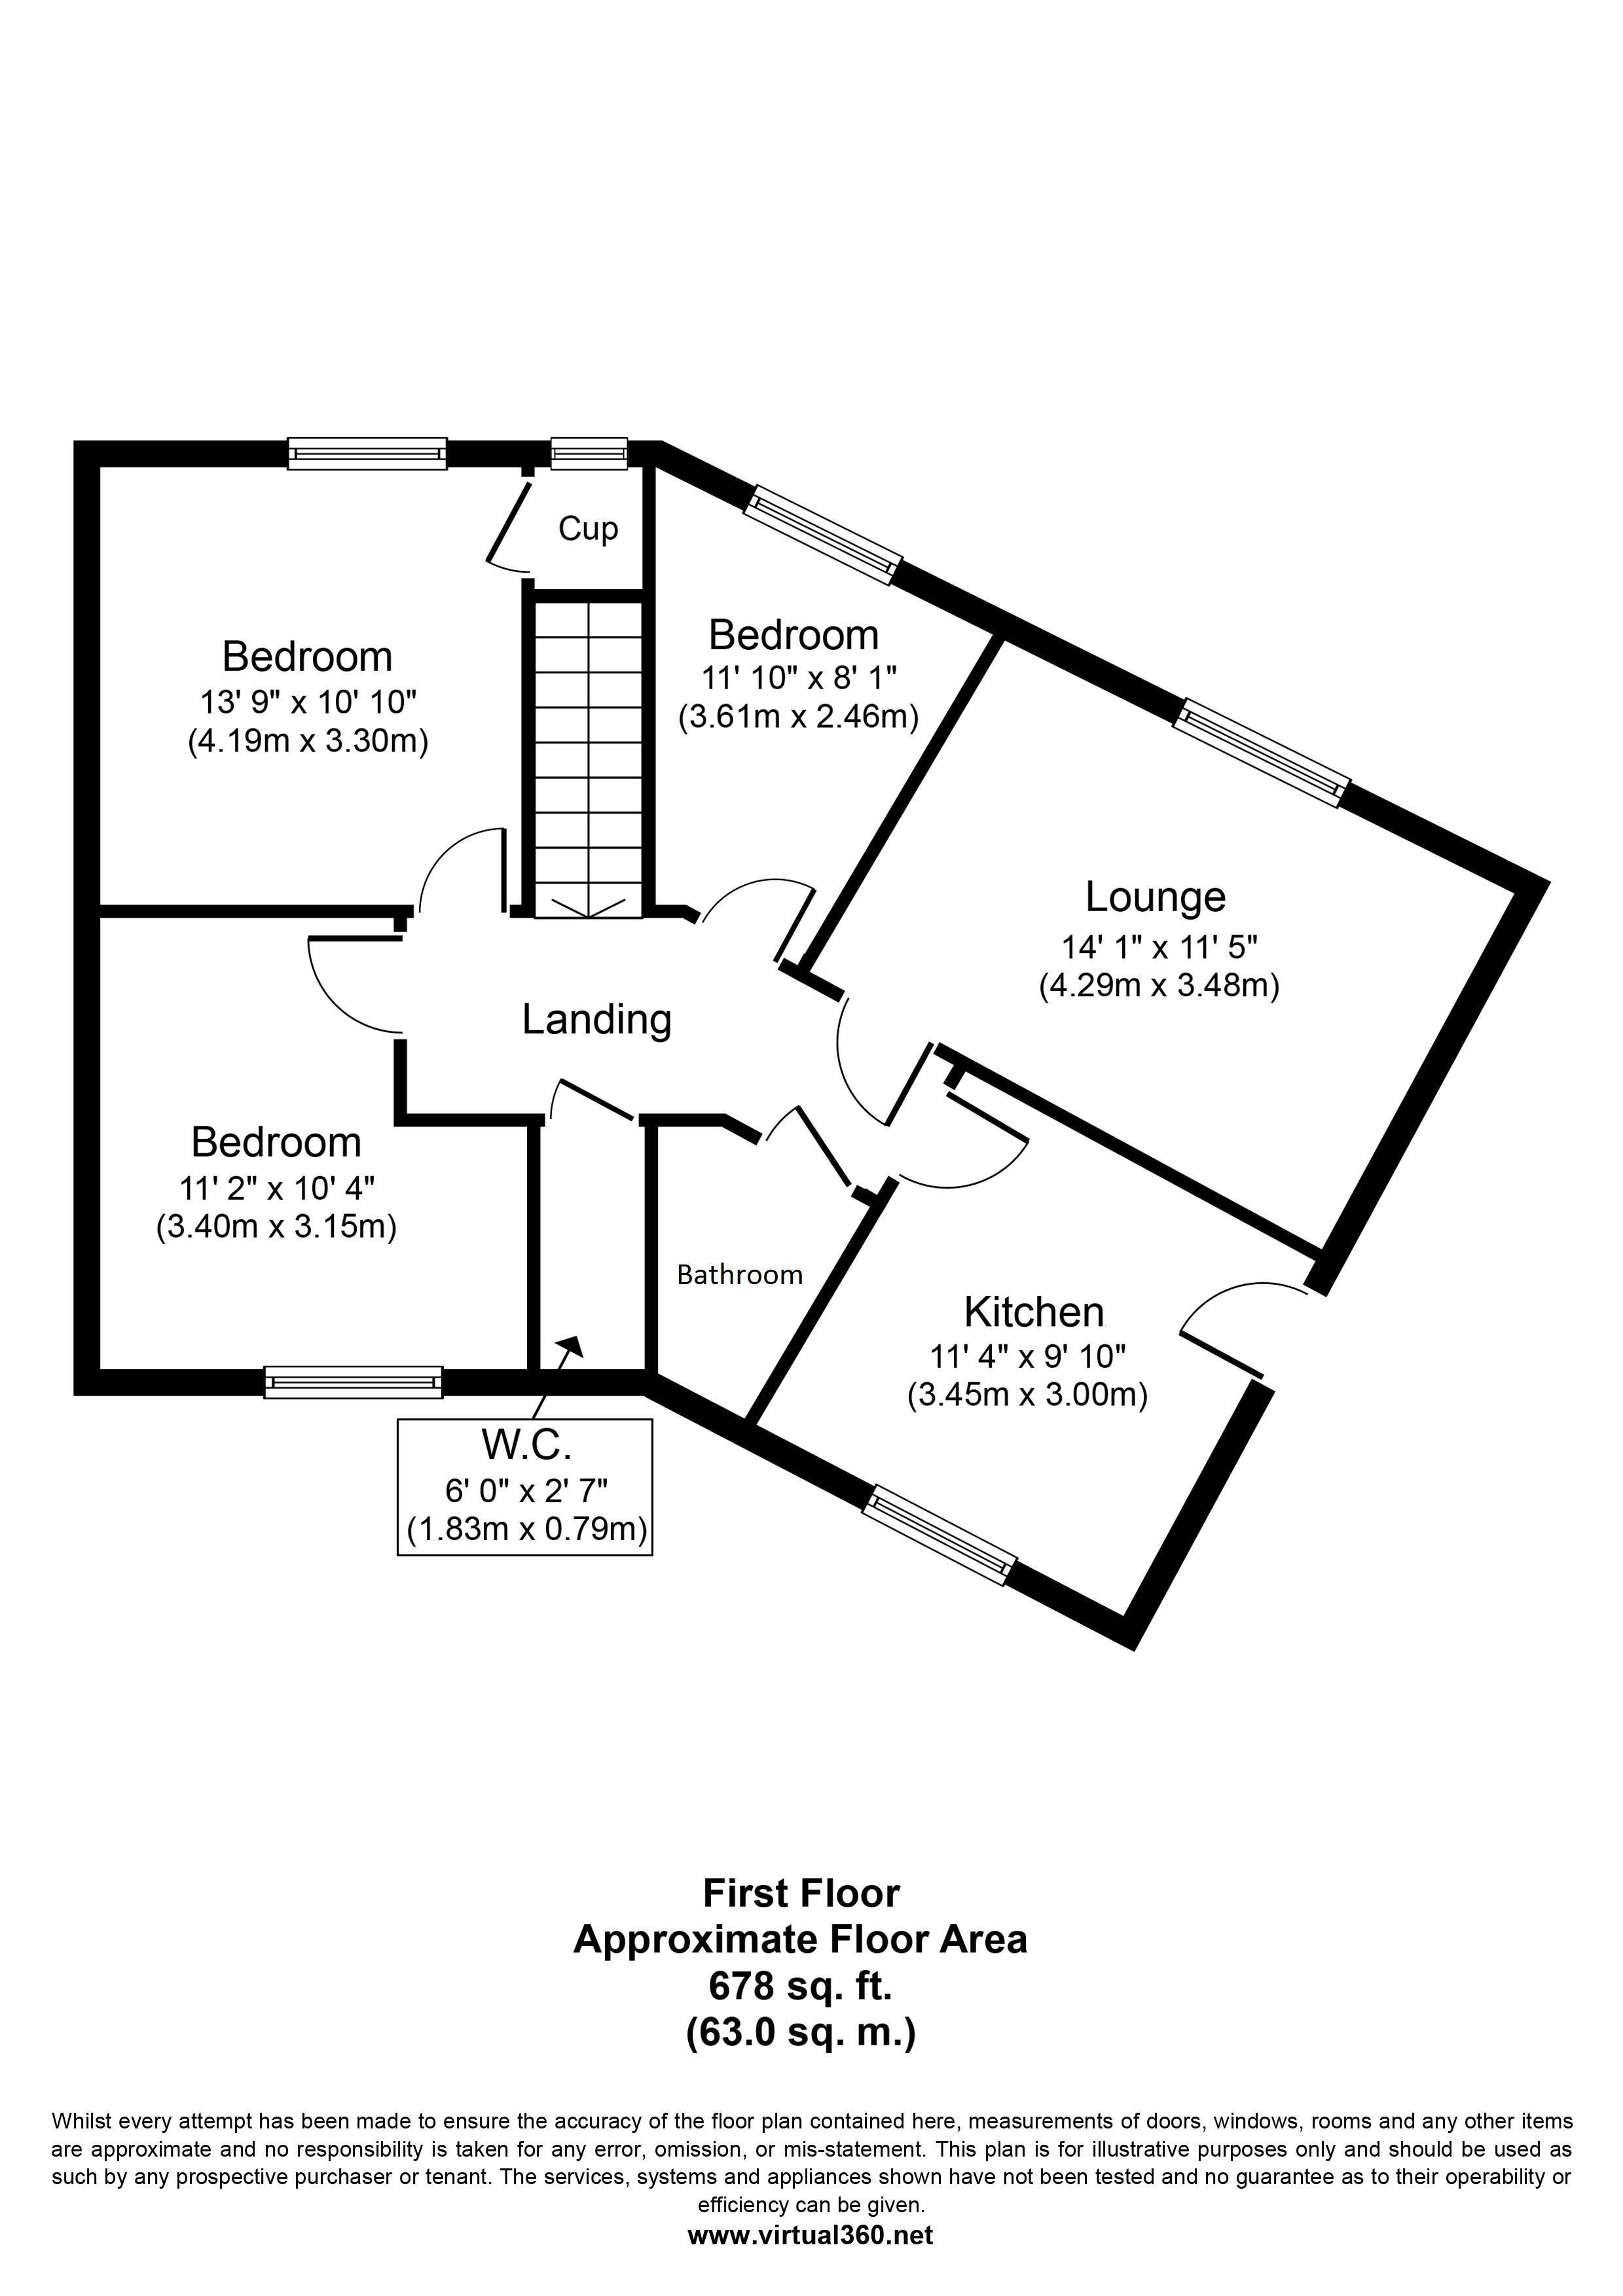 Cup
Bedroom
13' 9" x 10' 10"
(4.19m x 3.30m)
Bedroom
11' 10" x 8' 1"
(3.61m x 2.46m)
Lounge
14' 1" x 11' 5"
(4.29m x 3.48m)
Landing
Bedroom
11' 2" x 10' 4"
(3.40m x 3.15m)
Bathroom
Kitchen
11' 4" x 9' 10"
(3.45m x 3.00m)
W.C.
6' 0" x 2' 7"
(1.83m x 0.79m)
First Floor
Approximate Floor Area
678 sq. ft.
(63.0 sq. m.)
Whilst every attempt has been made to ensure the accuracy of the floor plan contained here, measurements of doors, windows, rooms and any other items
are approximate and no responsibility is taken for any error, omission, or mis-statement. This plan is for illustrative purposes only and should be used as
such by any prospective purchaser or tenant. The services, systems and appliances shown have not been tested and no guarantee as to their operability or
efficiency can be given.
www.virtual360.net